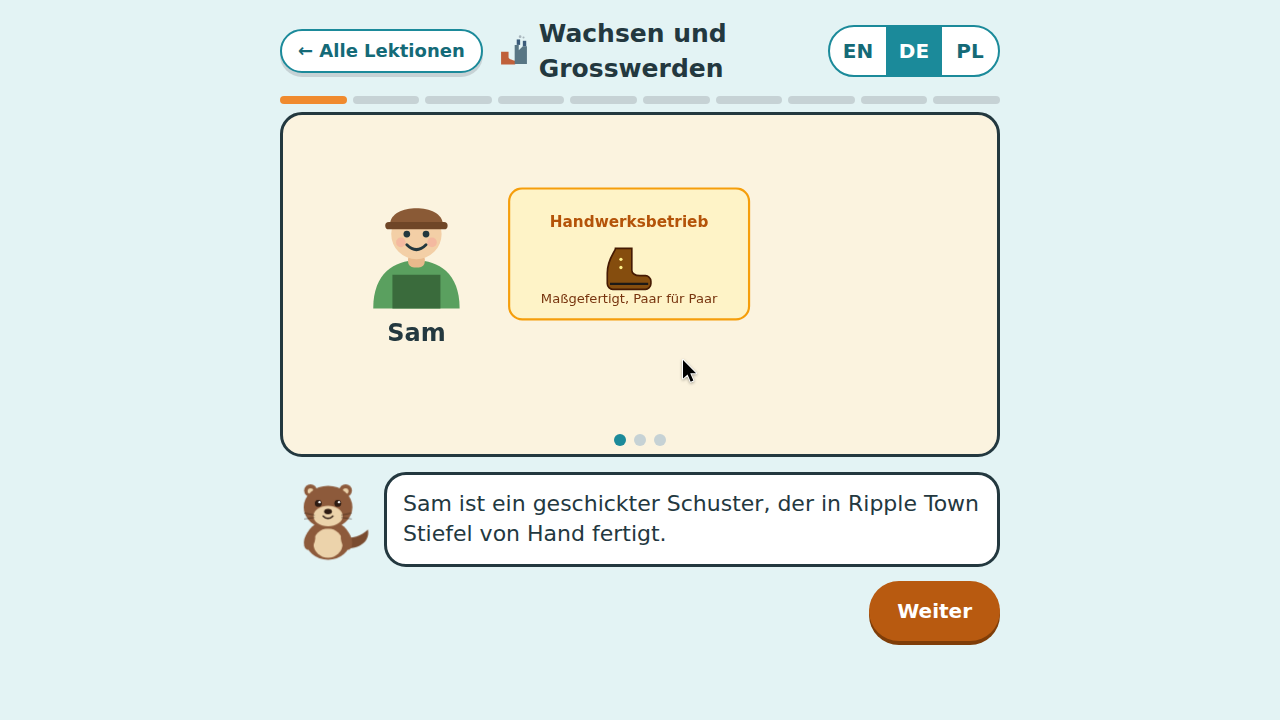 ← Alle Lektionen
Wachsen und
Grosswerden
EN DE PL
Handwerksbetrieb
Maßgefertigt, Paar für Paar
Sam
Sam ist ein geschickter Schuster, der in Ripple Town
Stiefel von Hand fertigt.
Weiter